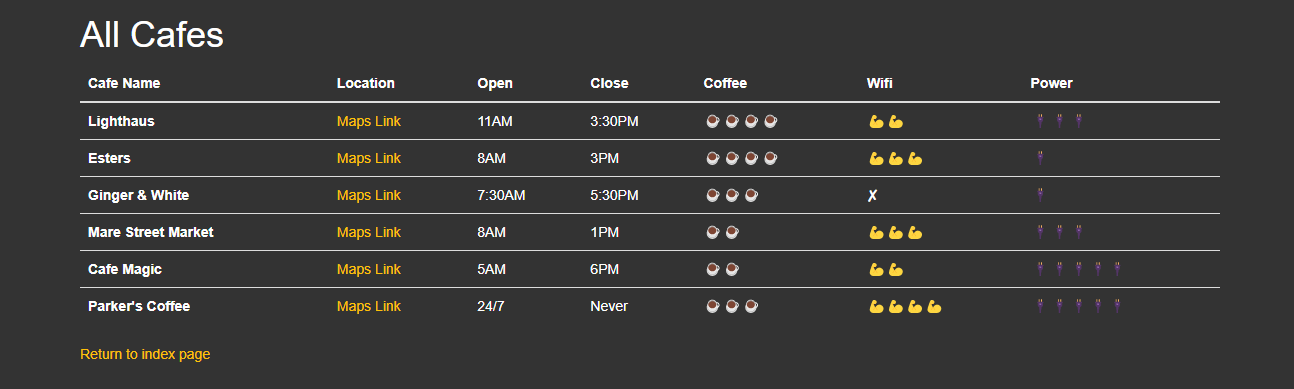 All Cafes
Cafe Name Location Open Close Coffee Wifi Power
Lighthaus Maps Link 11AM 3:30PM ☕☕☕☕ 💪💪 🔌🔌🔌
Esters Maps Link 8AM 3PM ☕☕☕☕ 💪💪💪 🔌
Ginger & White Maps Link 7:30AM 5:30PM ☕☕☕ ✘ 🔌
Mare Street Market Maps Link 8AM 1PM ☕☕ 💪💪💪 🔌🔌🔌
Cafe Magic Maps Link 5AM 6PM ☕☕ 💪💪 🔌🔌🔌🔌🔌
Parker's Coffee Maps Link 24/7 Never ☕☕☕ 💪💪💪💪 🔌🔌🔌🔌🔌
Return to index page